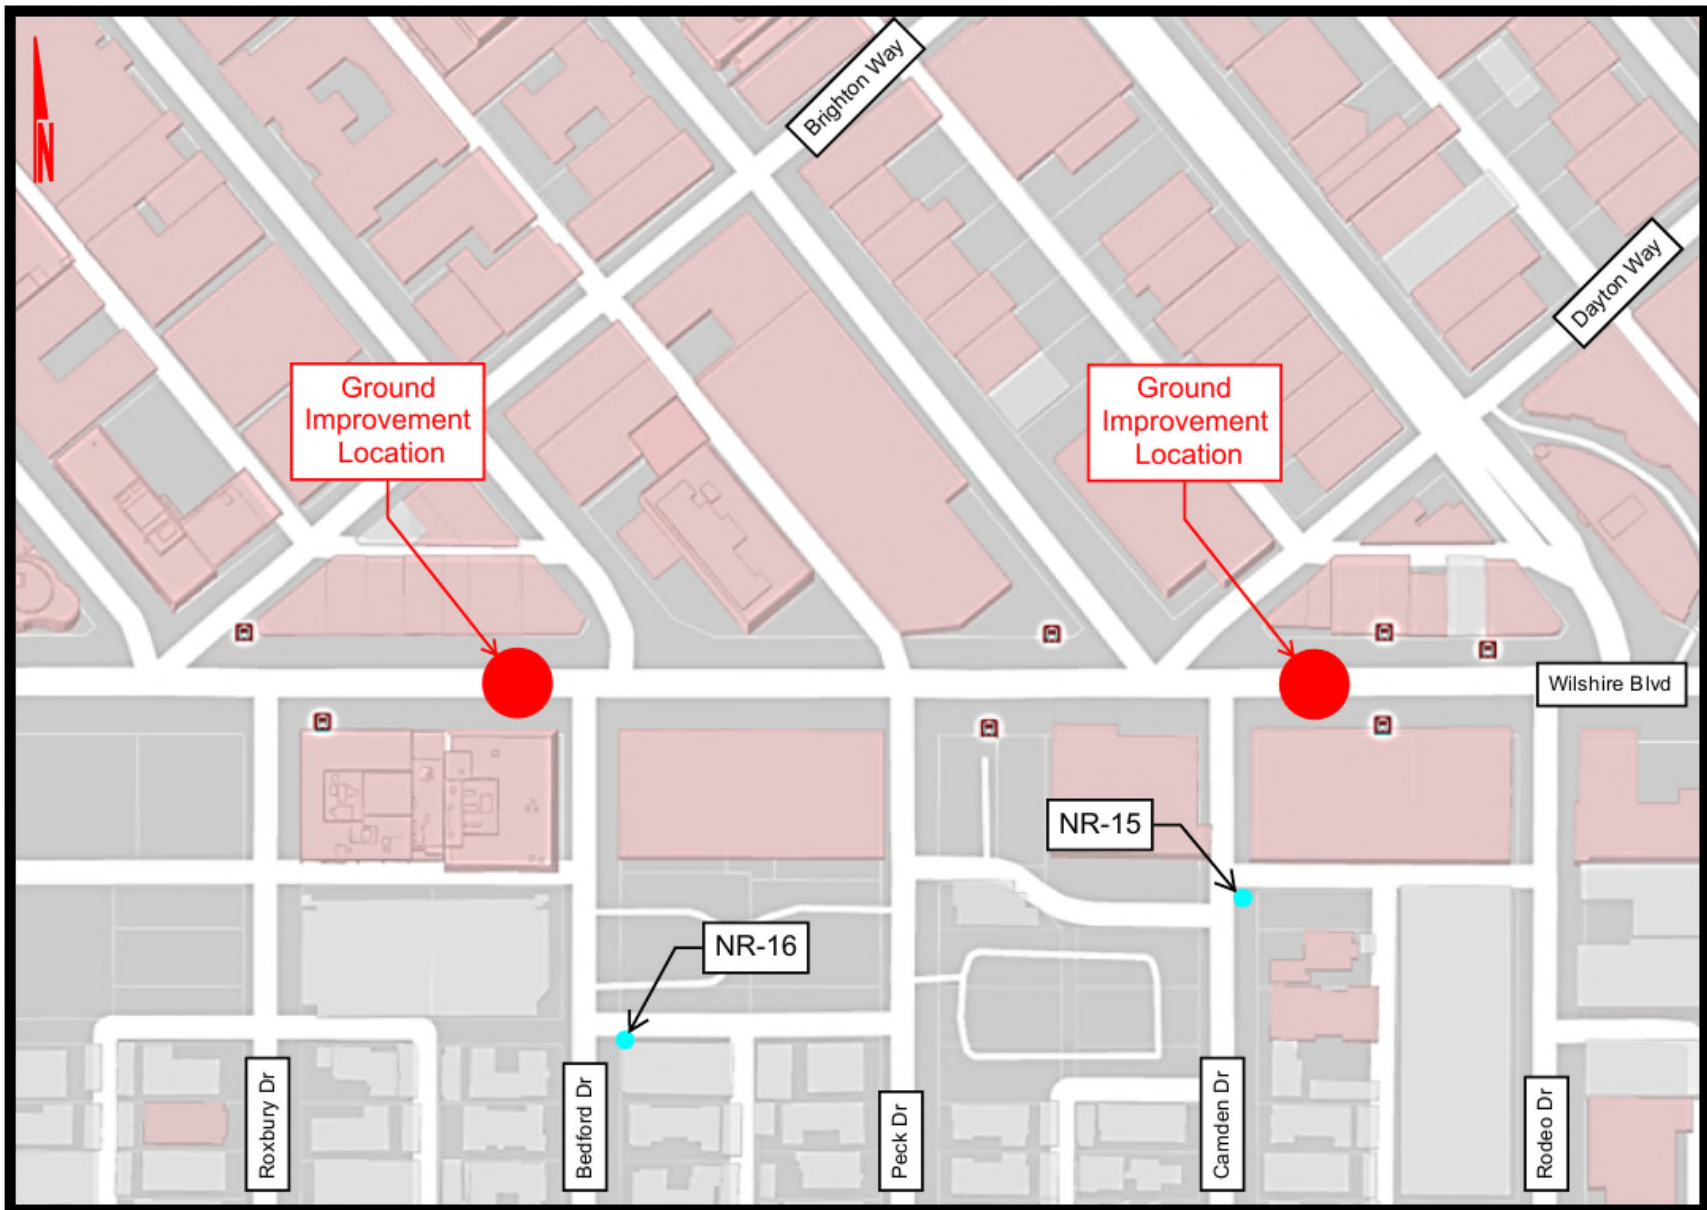 Brighton Way
N
Dayton Way
Ground
Improvement
Location
Ground
Improvement
Location
Wilshire Blvd
NR-15
NR-16
Roxbury Dr
Bedford Dr
Peck Dr
Camden Dr
Rodeo Dr